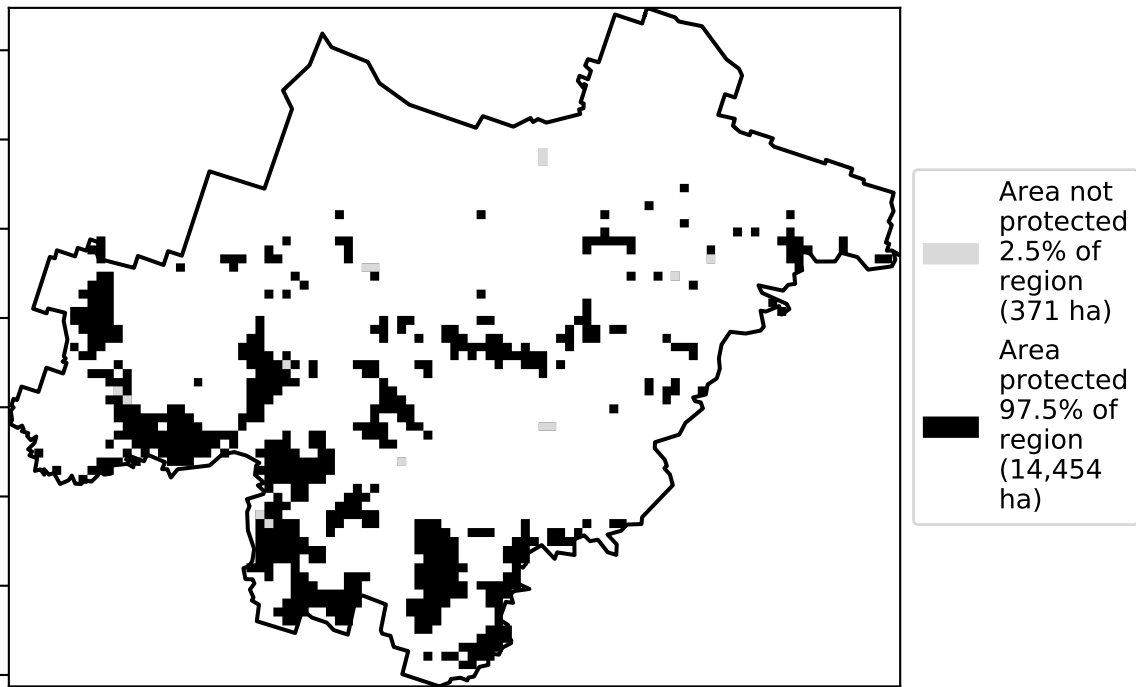 Area not
protected
2.5% of
region
(371 ha)
Area
protected
97.5% of
region
(14,454
ha)